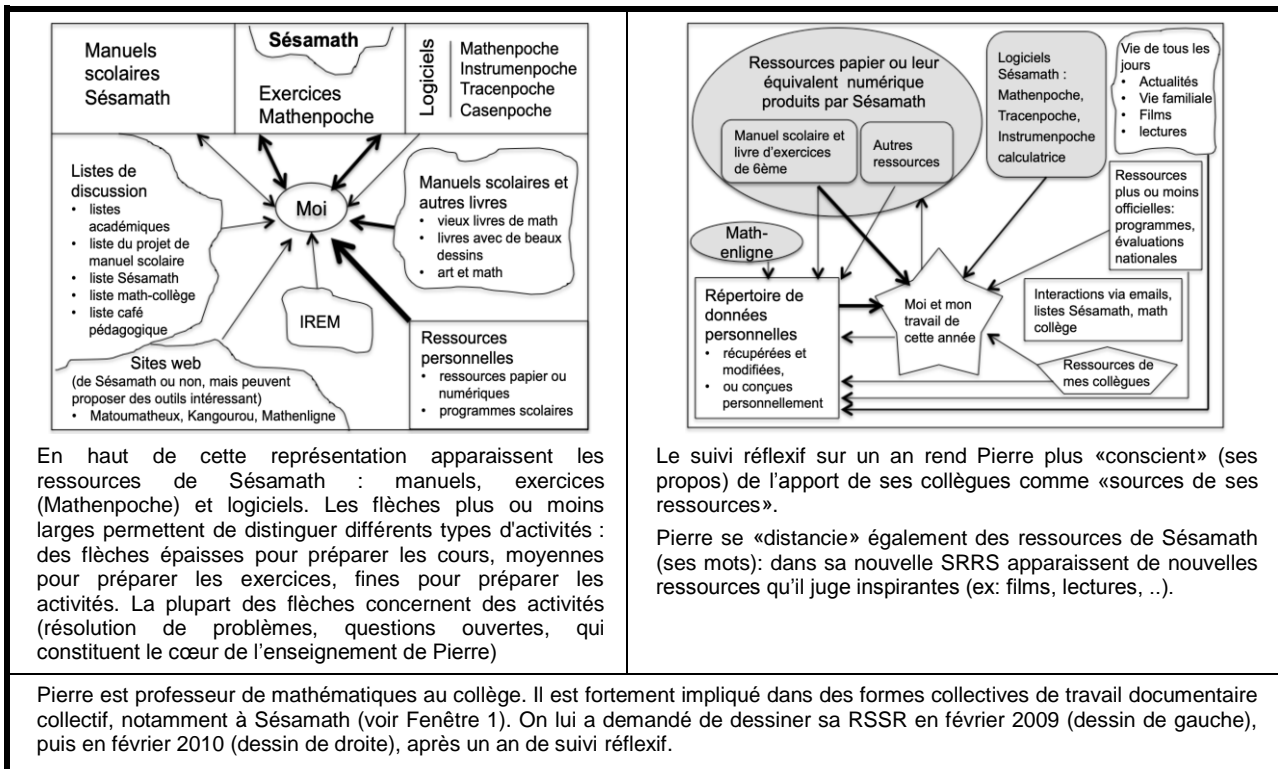 Manuels
scolaires
Sésamath
Sésamath
Exercices
Mathenpoche
Logiciels
Mathenpoche
Instrumenpoche
Tracenpoche
Casenpoche
Listes de
discussion
• listes
académiques
• liste du projet de
manuel scolaire
• liste Sésamath
• liste math-collège
• liste café
pédagogique
Moi
Manuels scolaires et
autres livres
• vieux livres de math
• livres avec de beaux
dessins
• art et math
IREM
Sites web
(de Sésamath ou non, mais peuvent
proposer des outils intéressant)
• Matoumatheux, Kangourou, Mathenligne
Ressources
personnelles
• ressources papier ou
numériques
• programmes scolaires
En haut de cette représentation apparaissent les
ressources de Sésamath : manuels, exercices
(Mathenpoche) et logiciels. Les flèches plus ou moins
larges permettent de distinguer différents types d'activités :
des flèches épaisses pour préparer les cours, moyennes
pour préparer les exercices, fines pour préparer les
activités. La plupart des flèches concernent des activités
(résolution de problèmes, questions ouvertes, qui
constituent le cœur de l'enseignement de Pierre)
Ressources papier ou leur
équivalent numérique
produits par Sésamath
Manuel scolaire et
livre d'exercices
de 6ème
Autres
ressources
Logiciels
Sésamath :
Mathenpoche,
Tracenpoche,
Instrumenpoche
calculatrice
Vie de tous les
jours
• Actualités
• Vie familiale
• Films
• lectures
Ressources
plus ou moins
officielles:
programmes,
évaluations
nationales
Math-
enligne
Répertoire de
données
personnelles
• récupérées et
modifiées,
• ou conçues
personnellement
Moi et mon
travail de
cette année
Interactions via emails,
listes Sésamath, math
collège
Ressources de
mes collègues
Le suivi réflexif sur un an rend Pierre plus «conscient» (ses
propos) de l'apport de ses collègues comme «sources de ses
ressources».
Pierre se «distancie» également des ressources de Sésamath
(ses mots): dans sa nouvelle SRRS apparaissent de nouvelles
ressources qu'il juge inspirantes (ex: films, lectures, ..).
Pierre est professeur de mathématiques au collège. Il est fortement impliqué dans des formes collectives de travail documentaire
collectif, notamment à Sésamath (voir Fenêtre 1). On lui a demandé de dessiner sa RSSR en février 2009 (dessin de gauche),
puis en février 2010 (dessin de droite), après un an de suivi réflexif.